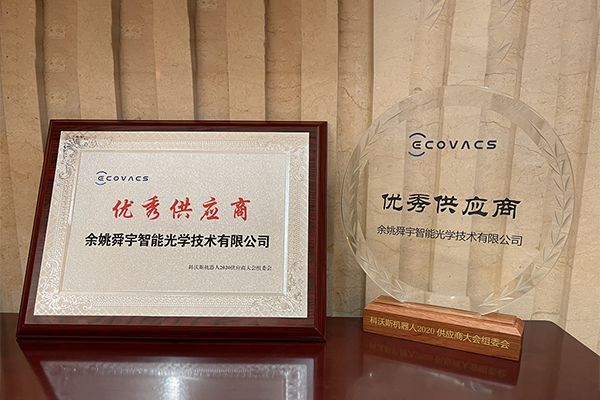 ECOVACS
优秀供应商
余姚舜宇智能光学技术有限公司
科沃斯机器人2020供应商大会组委会
ECOVACS
优秀供应商
余姚舜宇智能光学技术有限公司
科沃斯机器人2020 供应商大会组委会